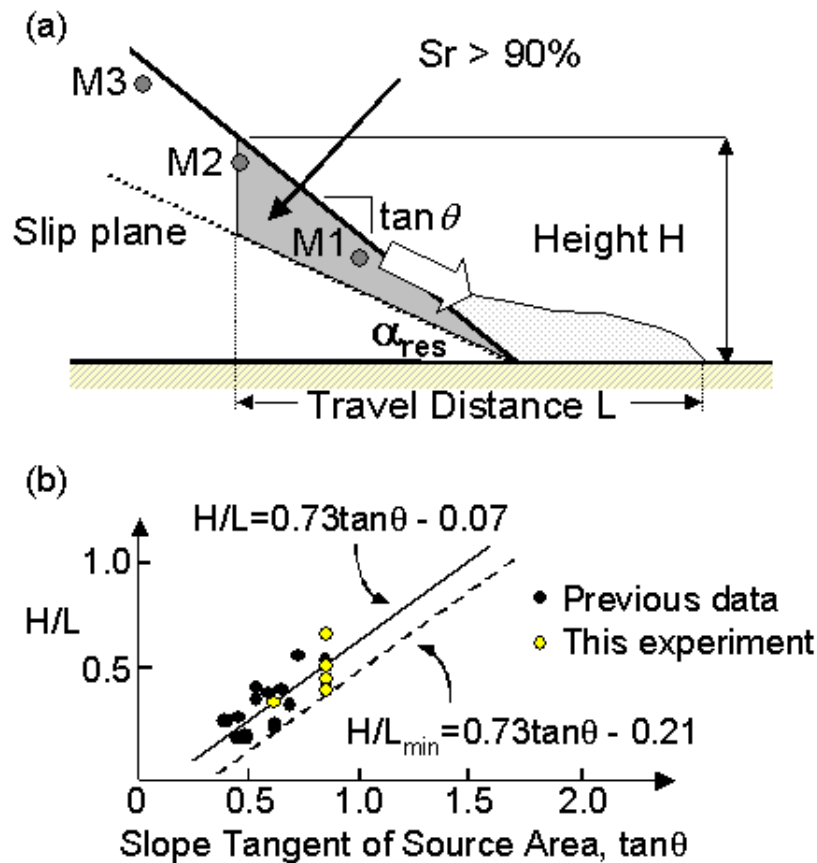 (a)
Sr > 90%
M3
M2
tan θ
Slip plane
M1
Height H
α_res
Travel Distance L
(b)
H/L=0.73tanθ - 0.07
1.0
H/L
Previous data
This experiment
0.5
H/L_min=0.73tanθ - 0.21
0 0.5 1.0 1.5 2.0
Slope Tangent of Source Area, tanθ